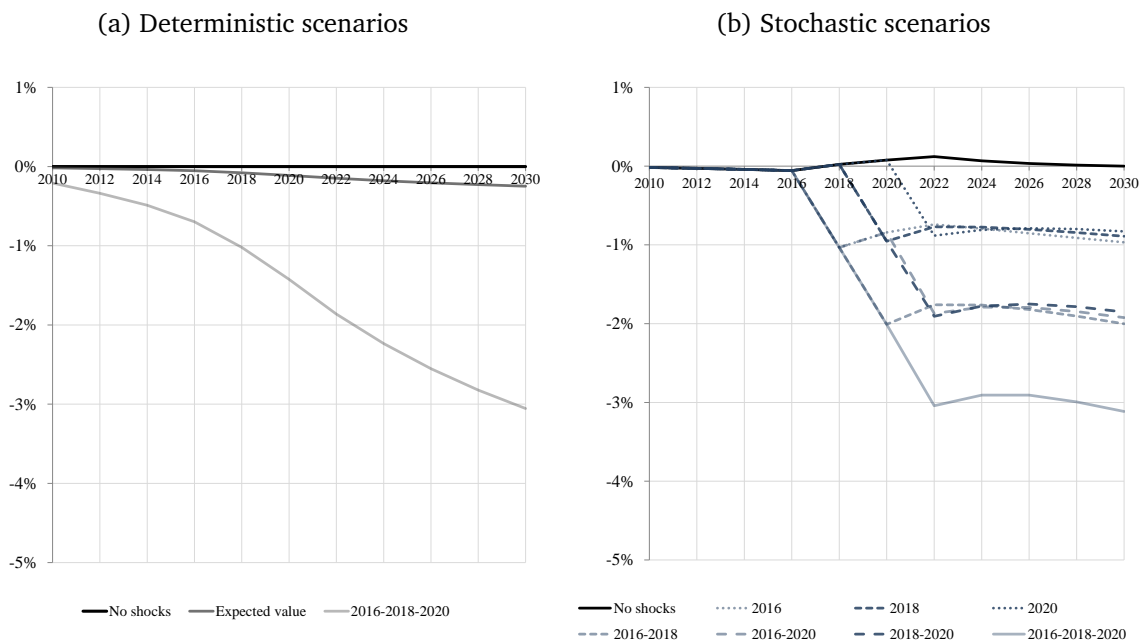 (a) Deterministic scenarios
1%
0%
2010 2012 2014 2016 2018 2020 2022 2024 2026 2028 2030
-1%
-2%
-3%
-4%
-5%
No shocks Expected value 2016-2018-2020
(b) Stochastic scenarios
1%
0%
2010 2012 2014 2016 2018 2020 2022 2024 2026 2028 2030
-1%
-2%
-3%
-4%
-5%
No shocks 2016 2018 2020
2016-2018 2016-2020 2018-2020 2016-2018-2020